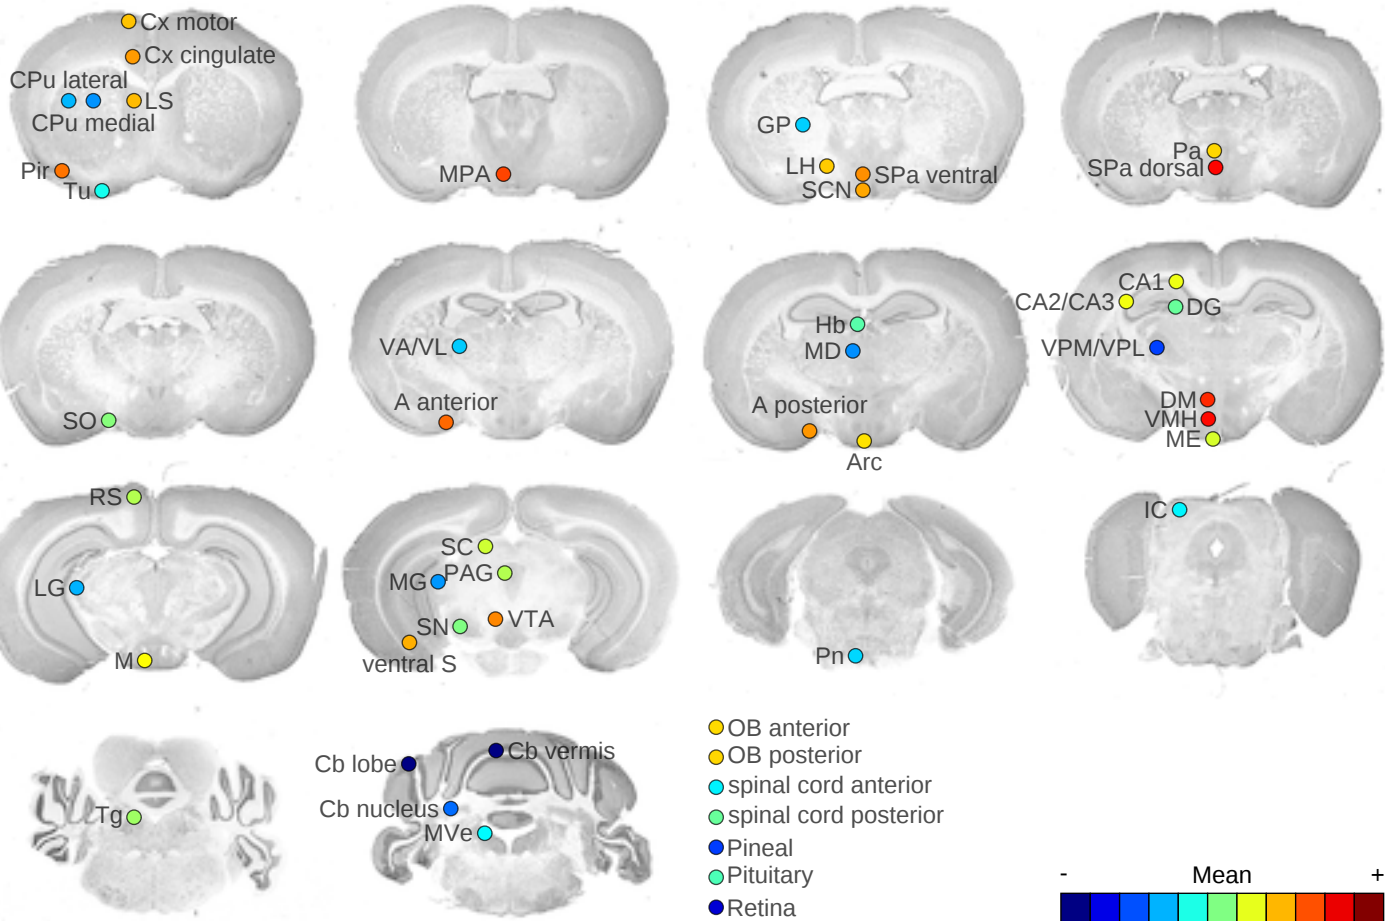 Cx motor
Cx cingulate
CPu lateral
LS
CPu medial
Pir
Tu
MPA
GP
LH
SPa ventral
SCN
Pa
SPa dorsal
SO
VA/VL
A anterior
Hb
MD
A posterior
Arc
CA1
CA2/CA3
DG
VPM/VPL
DM
VMH
ME
RS
LG
M
SC
PAG
MG
SN
VTA
ventral S
Pn
IC
Tg
Cb lobe
Cb vermis
Cb nucleus
MVe
OB anterior
OB posterior
spinal cord anterior
spinal cord posterior
Pineal
Pituitary
Retina
- Mean +